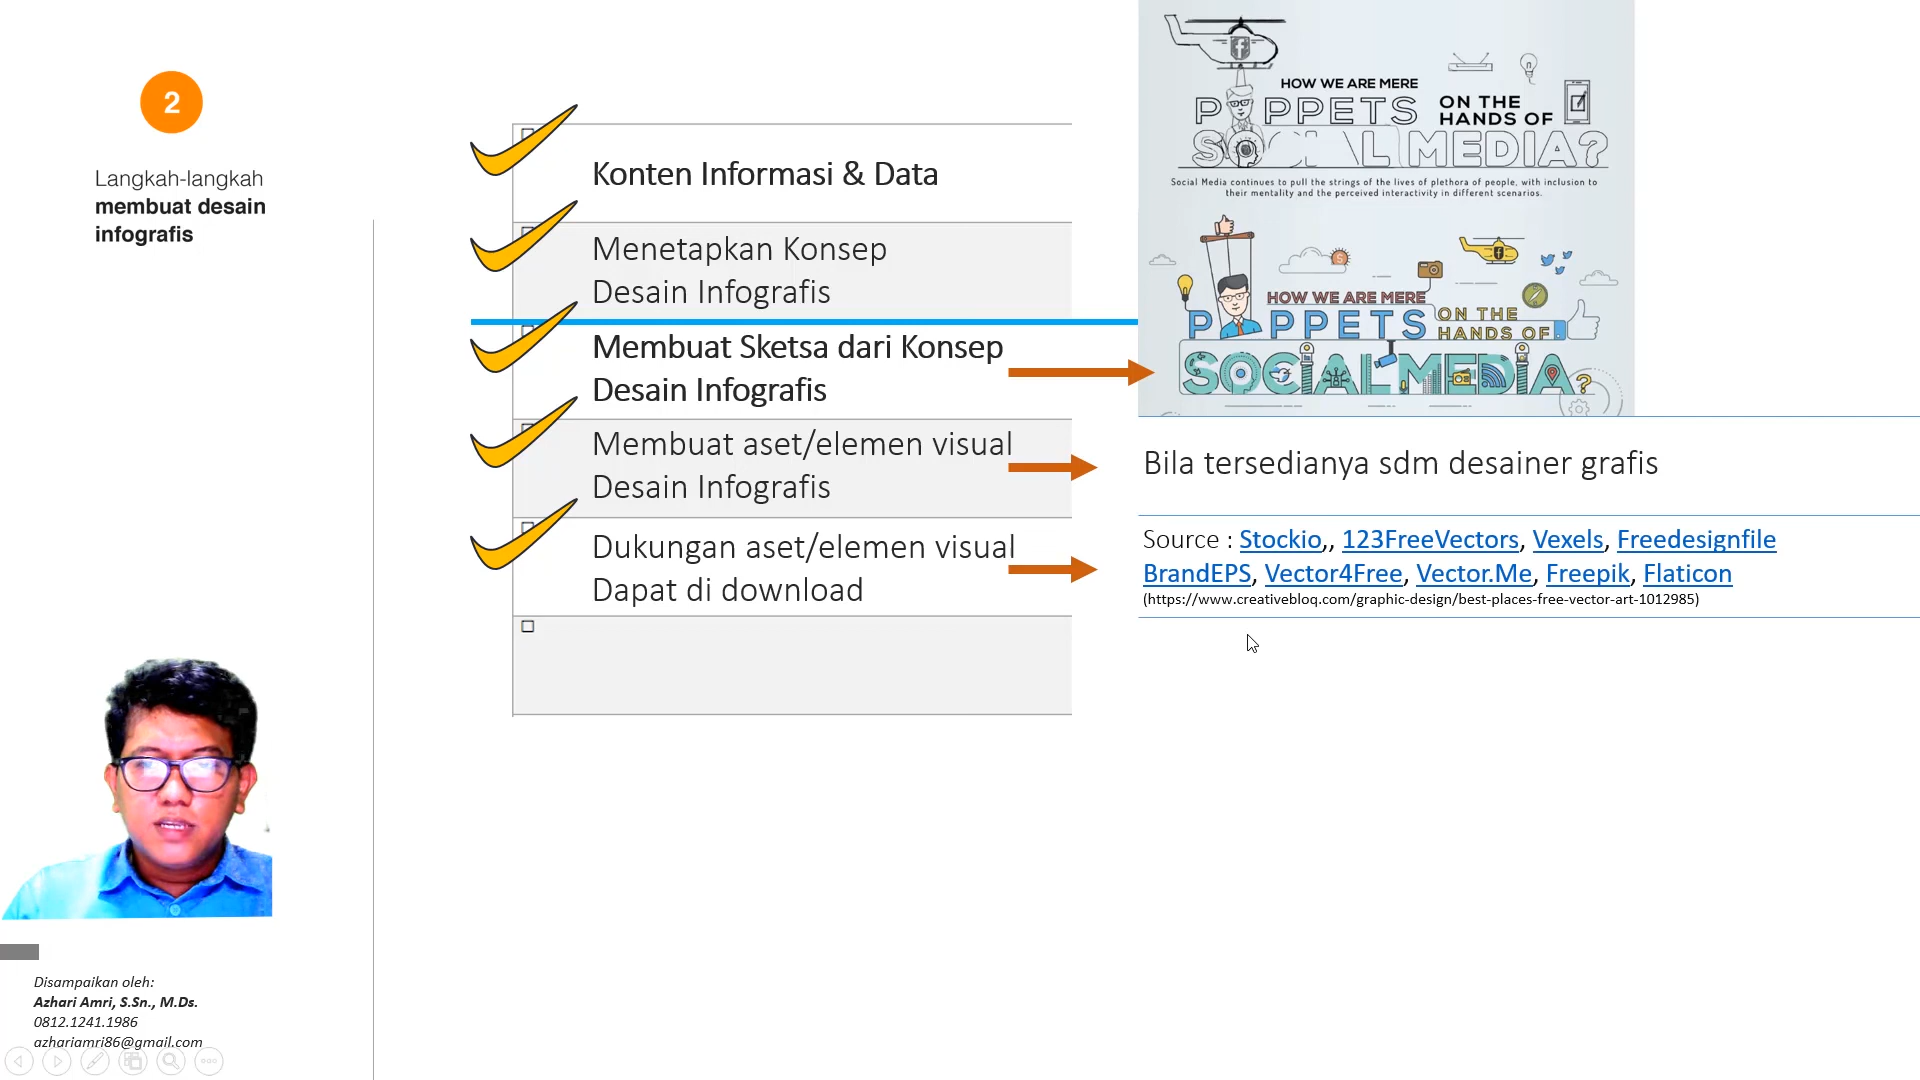 2
Langkah-langkah
membuat desain
infografis
Konten Informasi & Data
Menetapkan Konsep
Desain Infografis
Membuat Sketsa dari Konsep
Desain Infografis
Membuat aset/elemen visual
Desain Infografis
Dukungan aset/elemen visual
Dapat di download
HOW WE ARE MERE
P PPETS ON THE
HANDS OF
SOCIAL MEDIA?
Social Media continues to pull the strings of the lives of plethora of people, with inclusion to
their mentality and the perceived interactivity in different scenarios.
HOW WE ARE MERE
P PPETS ON THE
HANDS OF
SOCIAL MEDIA?
Bila tersedianya sdm desainer grafis
Source : Stockio,, 123FreeVectors, Vexels, Freedesignfile
BrandEPS, Vector4Free, Vector.Me, Freepik, Flaticon
(https://www.creativebloq.com/graphic-design/best-places-free-vector-art-1012985)
Disampaikan oleh:
Azhari Amri, S.Sn., M.Ds.
0812.1241.1986
azhariamri86@gmail.com